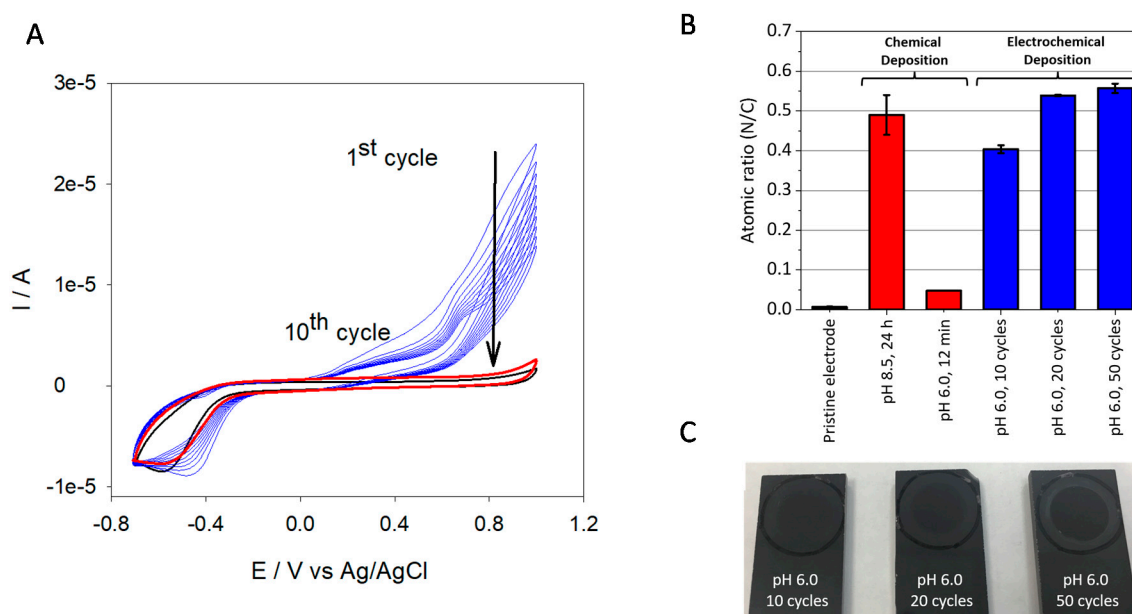 A
3e-5
2e-5
1e-5
0
-1e-5
I / A
1st cycle
10th cycle
-0.8
-0.4
0.0
0.4
0.8
1.2
E / V vs Ag/AgCl
B
Chemical
Deposition
Electrochemical
Deposition
0.7
0.6
0.5
0.4
0.3
0.2
0.1
0.0
Atomic ratio (N/C)
Pristine electrode
pH 8.5, 24 h
pH 6.0, 12 min
pH 6.0, 10 cycles
pH 6.0, 20 cycles
pH 6.0, 50 cycles
C
pH 6.0
10 cycles
pH 6.0
20 cycles
pH 6.0
50 cycles